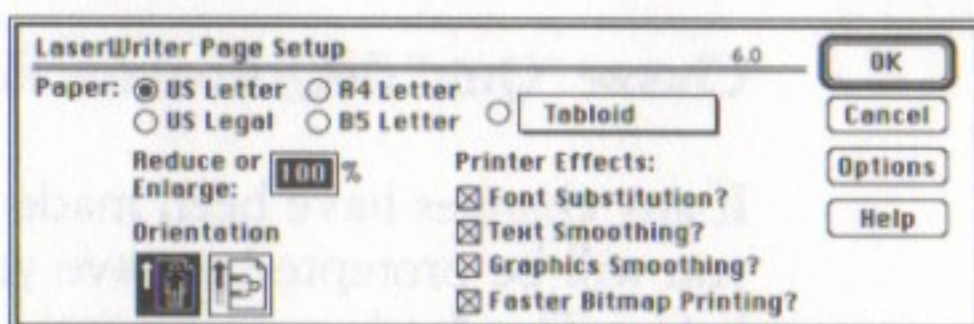 LaserWriter Page Setup 6.0 OK
Paper: US Letter A4 Letter
US Legal B5 Letter Tabloid Cancel
Reduce or Enlarge: 100 % Printer Effects: Options
Font Substitution? Help
Orientation Text Smoothing?
Graphics Smoothing?
Faster Bitmap Printing?